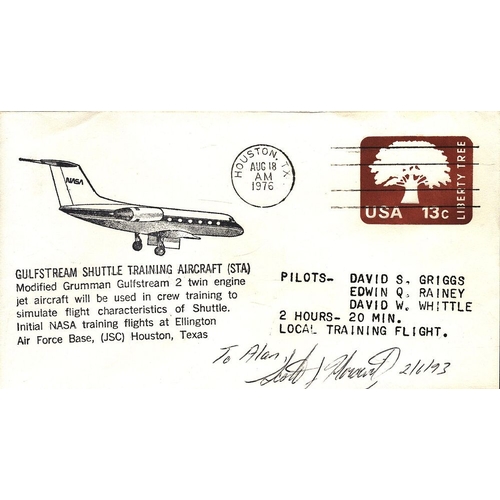 HOUSTON, TX
AUG 18
AM
1976
LIBERTY TREE
USA 13c
NASA
GULFSTREAM SHUTTLE TRAINING AIRCRAFT (STA)
Modified Grumman Gulfstream 2 twin engine
jet aircraft will be used in crew training to
simulate flight characteristics of Shuttle.
Initial NASA training flights at Ellington
Air Force Base, (JSC) Houston, Texas
PILOTS- DAVID S. GRIGGS
EDWIN Q. RAINEY
DAVID W. WHITTLE
2 HOURS- 20 MIN.
LOCAL TRAINING FLIGHT.
To Alan,
Scott J